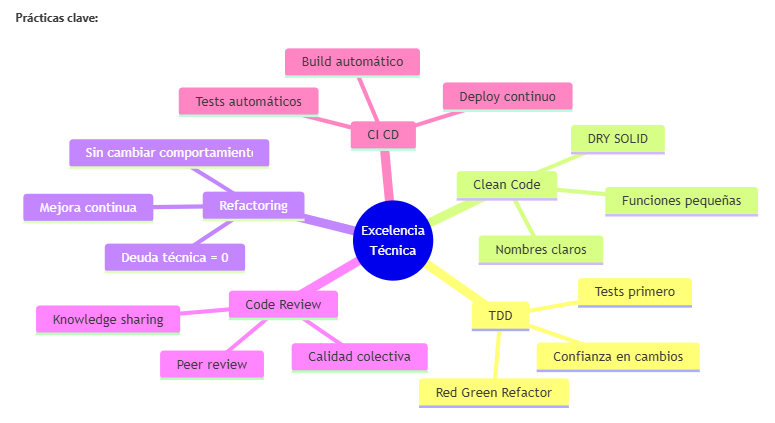 Prácticas clave:
Excelencia
Técnica
CI CD
Build automático
Tests automáticos
Deploy continuo
Clean Code
DRY SOLID
Funciones pequeñas
Nombres claros
TDD
Tests primero
Confianza en cambios
Red Green Refactor
Code Review
Knowledge sharing
Peer review
Calidad colectiva
Refactoring
Sin cambiar comportamient
Mejora continua
Deuda técnica = 0